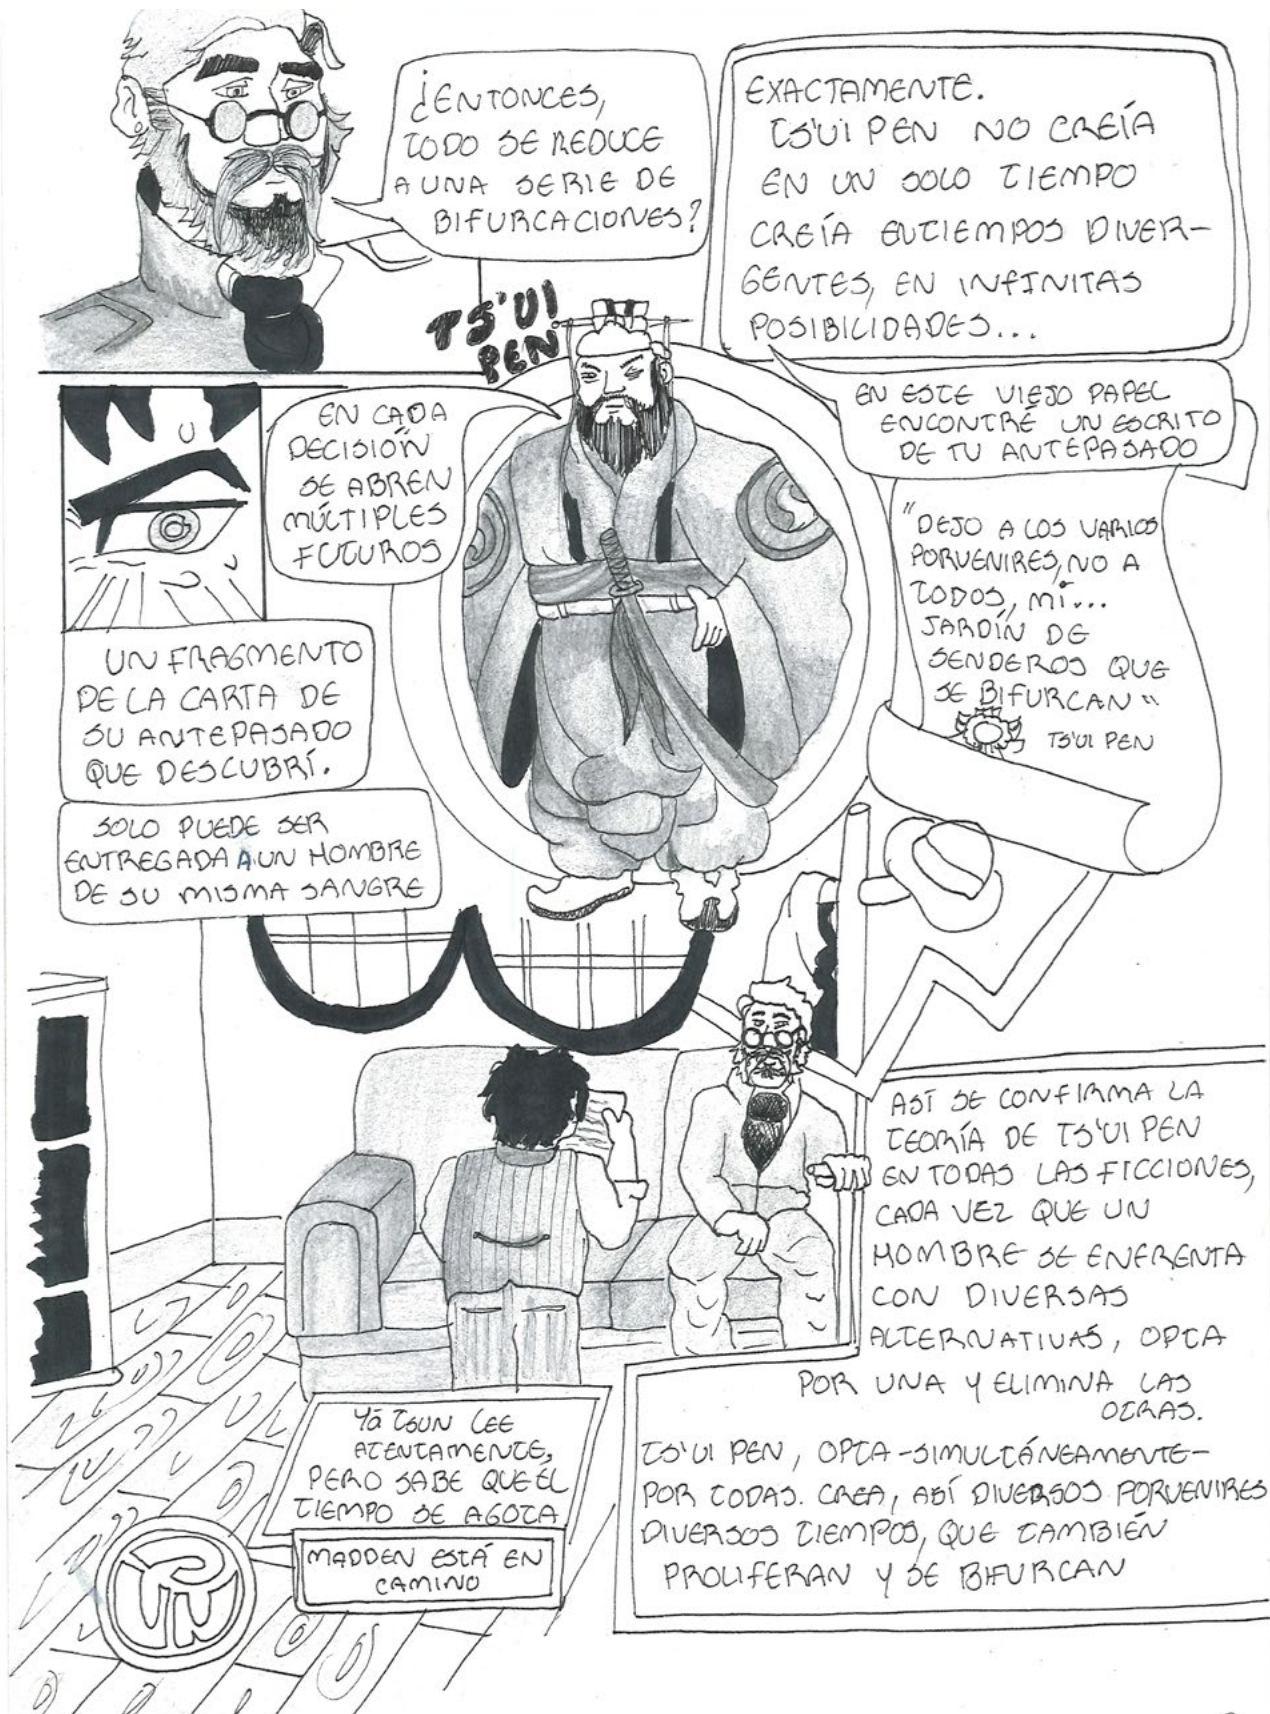 ¿ENTONCES,
TODO SE REDUCE
A UNA SERIE DE
BIFURCACIONES?
EXACTAMENTE.
TS'UI PEN NO CREÍA
EN UN SOLO TIEMPO
CREÍA EN TIEMPOS DIVER-
GENTES, EN INFINITAS
POSIBILIDADES...
TS'UI
PEN
EN ESTE VIEJO PAPEL
ENCONTRÉ UN ESCRITO
DE TU ANTEPASADO
EN CADA
DECISIÓN
SE ABREN
MÚLTIPLES
FUTUROS
"DEJO A LOS VARIOS
PORVENIRES, NO A
TODOS, MÍ...
JARDÍN DE
SENDEROS QUE
SE BIFURCAN"
TS'UI PEN
UN FRAGMENTO
DE LA CARTA DE
SU ANTEPASADO
QUE DESCUBRÍ.
SOLO PUEDE SER
ENTREGADA A UN HOMBRE
DE SU MISMA SANGRE
ASÍ SE CONFIRMA LA
TEORÍA DE TS'UI PEN
EN TODAS LAS FICCIONES,
CADA VEZ QUE UN
HOMBRE SE ENFRENTA
CON DIVERSAS
ALTERNATIVAS, OPTA
POR UNA Y ELIMINA LAS
OTRAS.
TS'UI PEN, OPTA -SIMULTÁNEAMENTE-
POR TODAS. CREA, ASÍ DIVERSOS PORVENIRES
DIVERSOS TIEMPOS, QUE TAMBIÉN
PROLIFERAN Y SE BIFURCAN
Yá TSUN LEE
ATENTAMENTE,
PERO SABE QUE EL
TIEMPO SE AGOTA
MADDEN ESTÁ EN
CAMINO